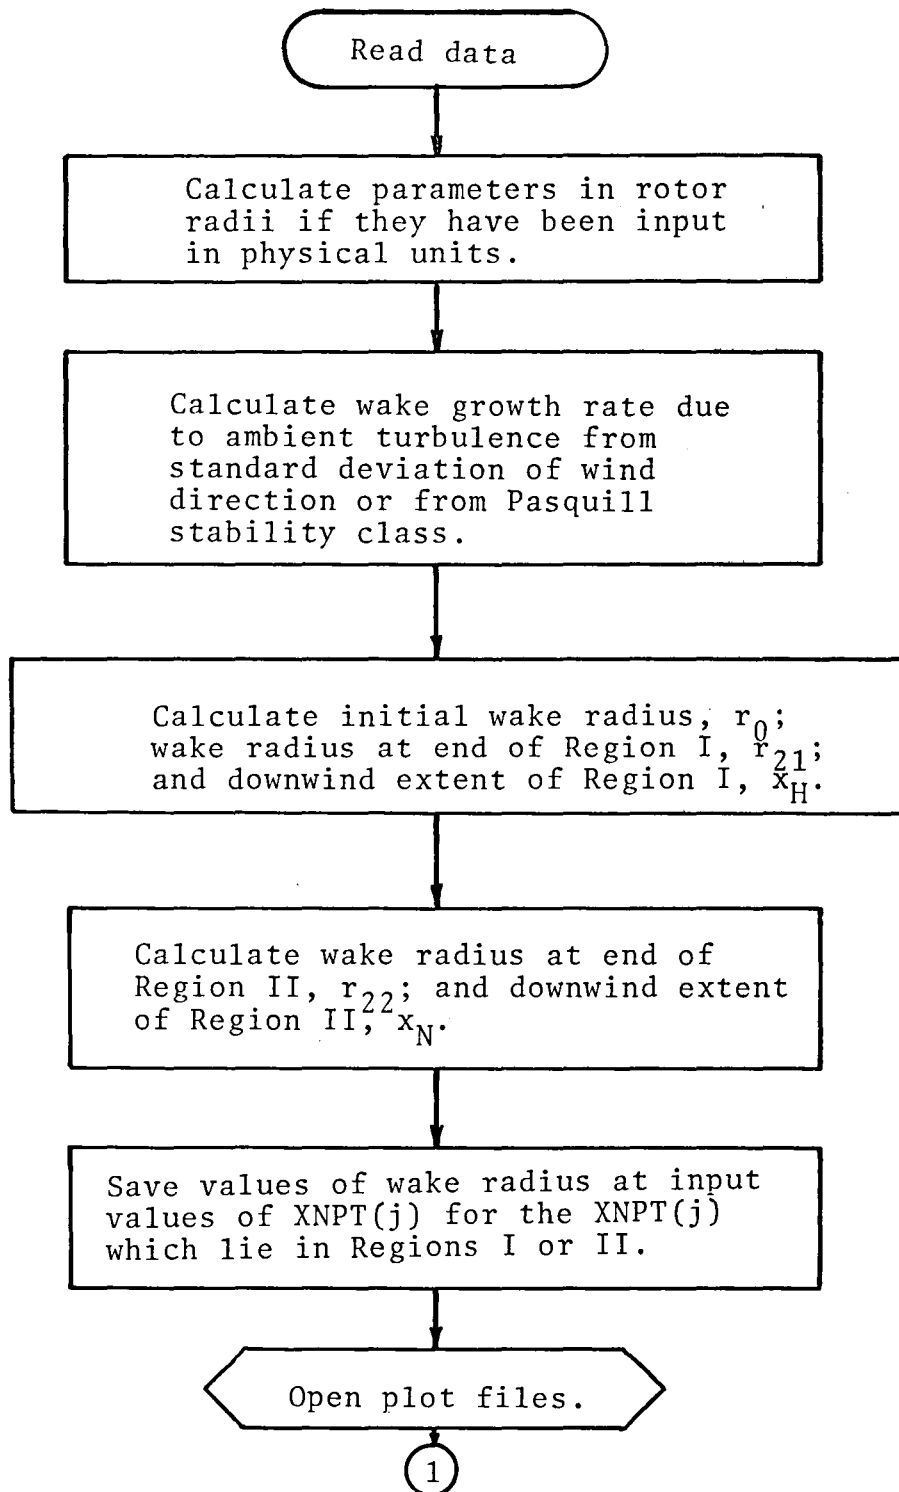 Read data
Calculate parameters in rotor
radii if they have been input
in physical units.
Calculate wake growth rate due
to ambient turbulence from
standard deviation of wind
direction or from Pasquill
stability class.
Calculate initial wake radius, r₀;
wake radius at end of Region I, r₂₁;
and downwind extent of Region I, x_H.
Calculate wake radius at end of
Region II, r₂₂; and downwind extent
of Region II, x_N.
Save values of wake radius at input
values of XNPT(j) for the XNPT(j)
which lie in Regions I or II.
Open plot files.
1